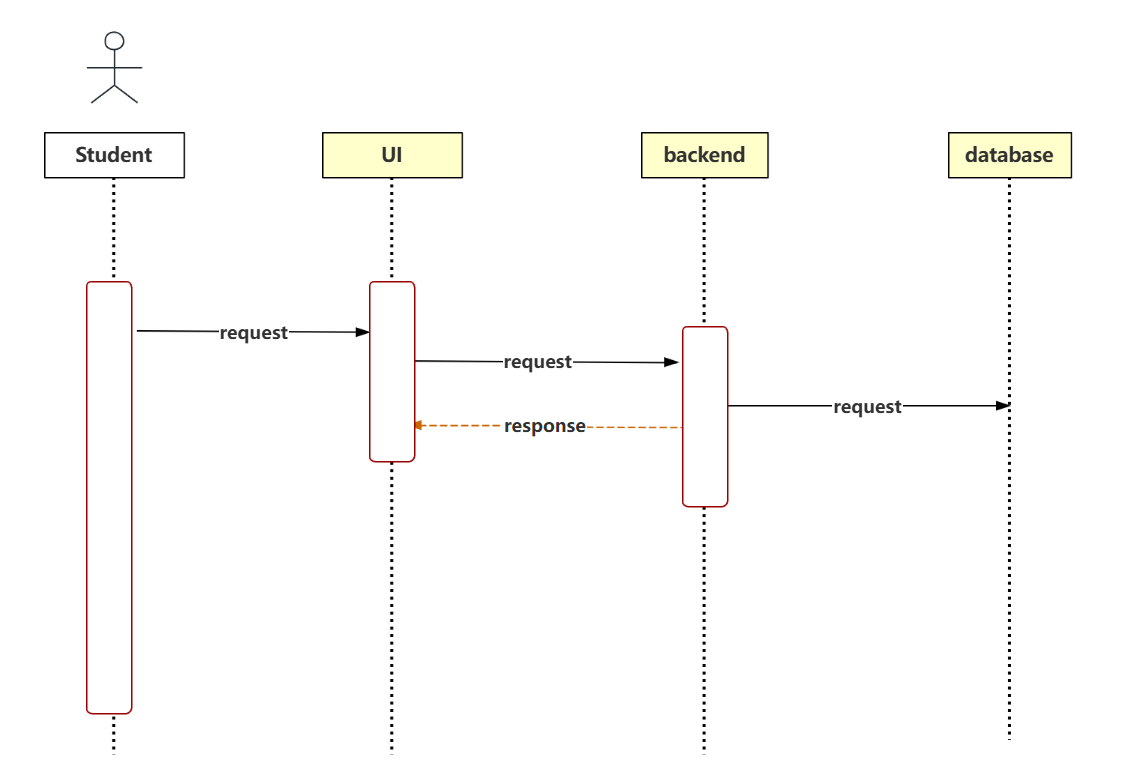 Student
UI
backend
database
request
request
request
response